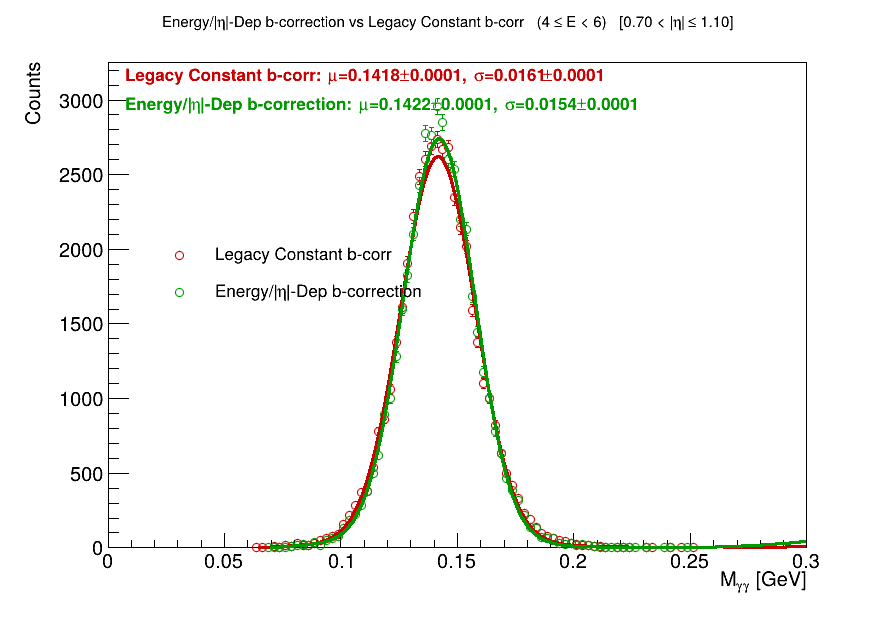 Energy/|η|-Dep b-correction vs Legacy Constant b-corr (4 ≤ E < 6) [0.70 < |η| ≤ 1.10]
Counts
Legacy Constant b-corr: μ=0.1418±0.0001, σ=0.0161±0.0001
Energy/|η|-Dep b-correction: μ=0.1422±0.0001, σ=0.0154±0.0001
3000
2500
2000
1500
1000
500
0
Legacy Constant b-corr
Energy/|η|-Dep b-correction
0 0.05 0.1 0.15 0.2 0.25 0.3
Mγγ [GeV]